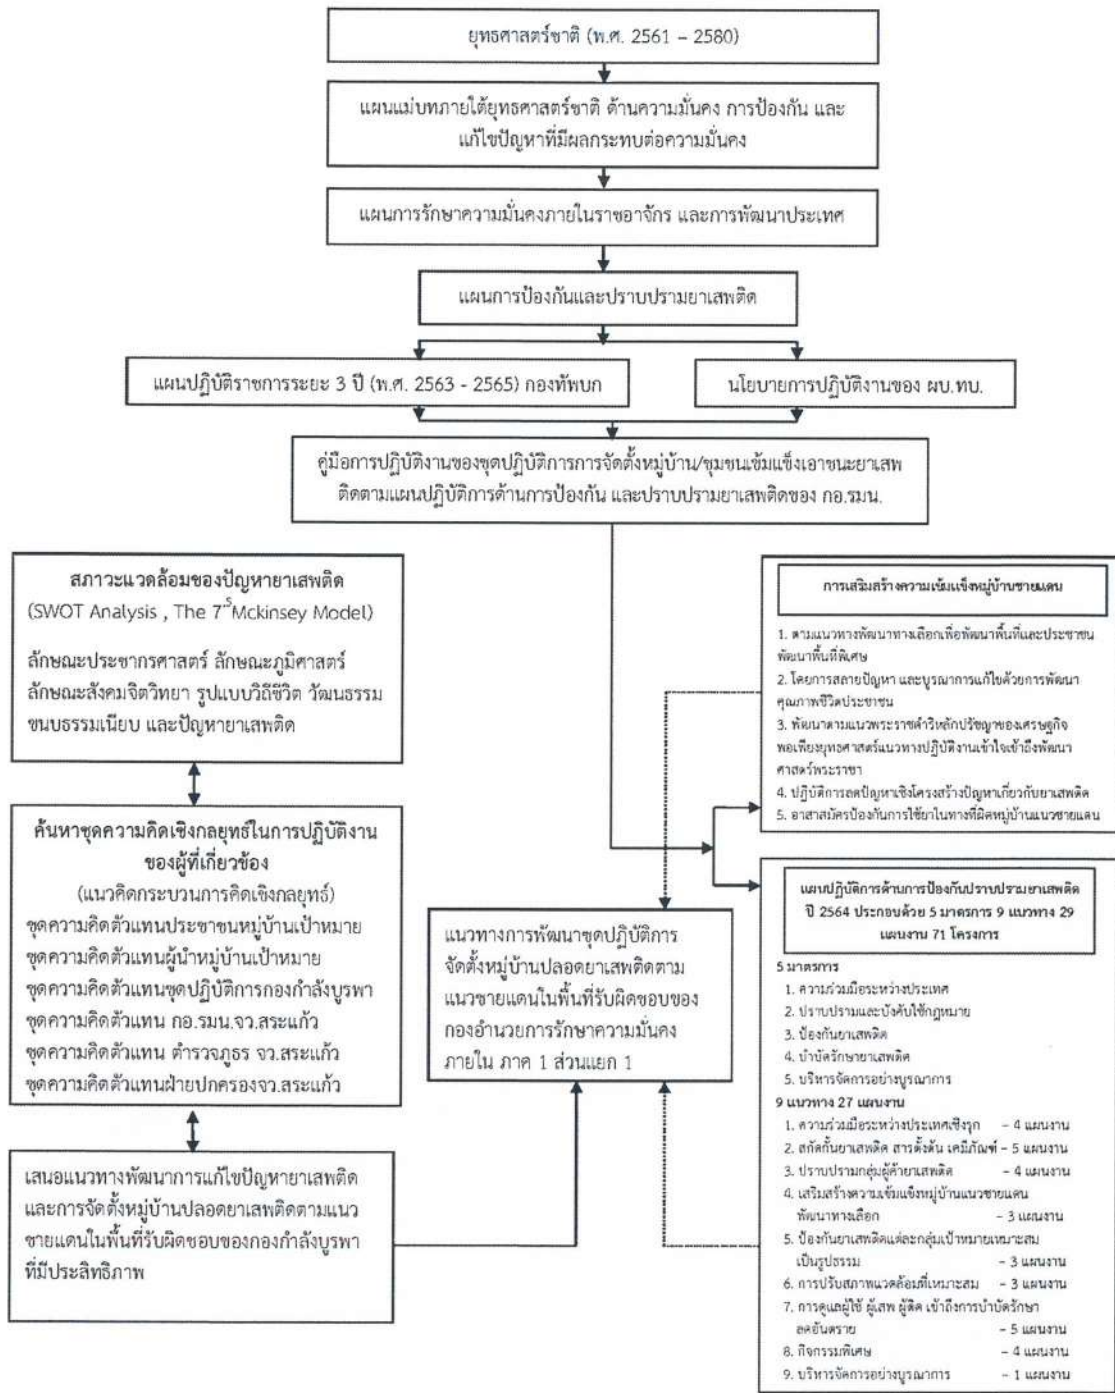 ยุทธศาสตร์ชาติ (พ.ศ. 2561 – 2580)
แผนแม่บทภายใต้ยุทธศาสตร์ชาติ ด้านความมั่นคง การป้องกัน และ
แก้ไขปัญหาที่มีผลกระทบต่อความมั่นคง
แผนการรักษาความมั่นคงภายในราชอาจักร และการพัฒนาประเทศ
แผนการป้องกันและปราบปรามยาเสพติด
แผนปฏิบัติราชการระยะ 3 ปี (พ.ศ. 2563 - 2565) กองทัพบก
นโยบายการปฏิบัติงานของ ผบ.ทบ.
คู่มือการปฏิบัติงานของชุดปฏิบัติการการจัดตั้งหมู่บ้าน/ชุมชนเข้มแข็งเอาชนะยาเสพ
ติดตามแผนปฏิบัติการด้านการป้องกัน และปราบปรามยาเสพติดของ กอ.รมน.
สภาวะแวดล้อมของปัญหายาเสพติด
(SWOT Analysis , The 7 ˢMckinsey Model)
ลักษณะประชากรศาสตร์ ลักษณะภูมิศาสตร์
ลักษณะสังคมจิตวิทยา รูปแบบวิถีชีวิต วัฒนธรรม
ขนบธรรมเนียบ และปัญหายาเสพติด
ค้นหาชุดความคิดเชิงกลยุทธ์ในการปฏิบัติงาน
ของผู้ที่เกี่ยวข้อง
(แนวคิดกระบวนการคิดเชิงกลยุทธ์)
ชุดความคิดตัวแทนประชาชนหมู่บ้านเป้าหมาย
ชุดความคิดตัวแทนผู้นำหมู่บ้านเป้าหมาย
ชุดความคิดตัวแทนชุดปฏิบัติการกองกำลังบูรพา
ชุดความคิดตัวแทน กอ.รมน.จว.สระแก้ว
ชุดความคิดตัวแทน ตำรวจภูธร จว.สระแก้ว
ชุดความคิดตัวแทนฝ่ายปกครองจว.สระแก้ว
เสนอแนวทางพัฒนาการแก้ไขปัญหายาเสพติด
และการจัดตั้งหมู่บ้านปลอดยาเสพติดตามแนว
ชายแดนในพื้นที่รับผิดชอบของกองกำลังบูรพา
ที่มีประสิทธิภาพ
แนวทางการพัฒนาชุดปฏิบัติการ
จัดตั้งหมู่บ้านปลอดยาเสพติดตาม
แนวชายแดนในพื้นที่รับผิดชอบของ
กองอำนวยการรักษาความมั่นคง
ภายใน ภาค 1 ส่วนแยก 1
การเสริมสร้างความเข้มแข็งหมู่บ้านชายแดน
1. ตามแนวทางพัฒนาทางเลือกเพื่อพัฒนาพื้นที่และประชาชน
พัฒนาพื้นที่พิเศษ
2. โดยการสลายปัญหา และบูรณาการแก้ไขด้วยการพัฒนา
คุณภาพชีวิตประชาชน
3. พัฒนาตามแนวพระราชดำริหลักปรัชญาของเศรษฐกิจ
พอเพียงยุทธศาสตร์แนวทางปฏิบัติงานเข้าใจเข้าถึงพัฒนา
ศาสตร์พระราชา
4. ปฏิบัติการลดปัญหาเชิงโครงสร้างปัญหาเกี่ยวกับยาเสพติด
5. อาสาสมัครป้องกันการใช้ยาในทางที่ผิดหมู่บ้านแนวชายแดน
แผนปฏิบัติการด้านการป้องกันปราบปรามยาเสพติด
ปี 2564 ประกอบด้วย 5 มาตรการ 9 แนวทาง 29
แผนงาน 71 โครงการ
5 มาตรการ
1. ความร่วมมือระหว่างประเทศ
2. ปราบปรามและบังคับใช้กฎหมาย
3. ป้องกันยาเสพติด
4. บำบัดรักษายาเสพติด
5. บริหารจัดการอย่างบูรณาการ
9 แนวทาง 27 แผนงาน
1. ความร่วมมือระหว่างประเทศเชิงรุก – 4 แผนงาน
2. สกัดกั้นยาเสพติด สารตั้งต้น เคมีภัณฑ์ – 5 แผนงาน
3. ปราบปรามกลุ่มผู้ค้ายาเสพติด – 4 แผนงาน
4. เสริมสร้างความเข้มแข็งหมู่บ้านแนวชายแดน
พัฒนาทางเลือก – 3 แผนงาน
5. ป้องกันยาเสพติดแต่ละกลุ่มเป้าหมายเหมาะสม
เป็นรูปธรรม – 3 แผนงาน
6. การปรับสภาพแวดล้อมที่เหมาะสม – 3 แผนงาน
7. การดูแลผู้ใช้ ผู้เสพ ผู้ติด เข้าถึงการบำบัดรักษา
ลดอันตราย – 5 แผนงาน
8. กิจกรรมพิเศษ – 4 แผนงาน
9. บริหารจัดการอย่างบูรณาการ – 1 แผนงาน